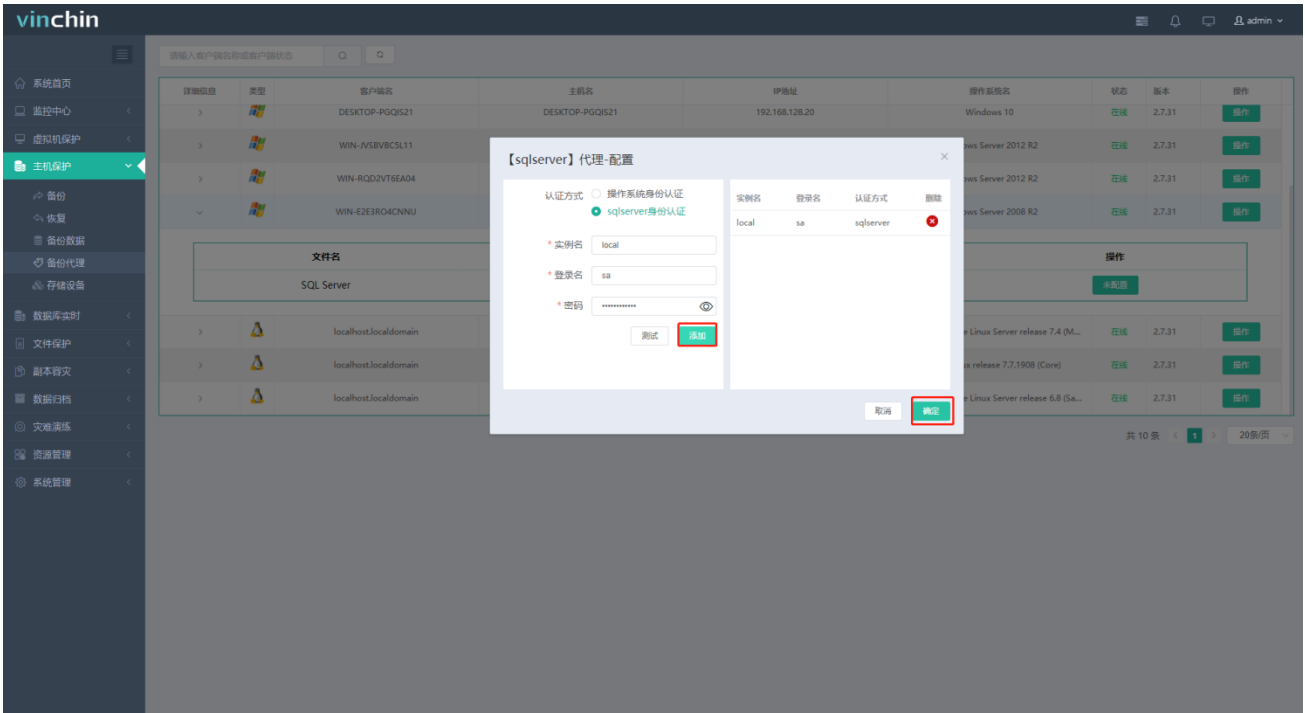 vinchin
admin
请输入客户端名称或客户端状态
系统首页
监控中心
虚拟机保护
主机保护
备份
恢复
备份数据
备份代理
存储设备
数据库实时
文件保护
副本容灾
数据归档
灾难演练
资源管理
系统管理
详细信息 类型 客户端名 主机名 IP地址 操作系统名 状态 版本 操作
DESKTOP-PGQIS21 DESKTOP-PGQIS21 192.168.128.20 Windows 10 在线 2.7.31 操作
WIN-JVSBVBC5L11 ows Server 2012 R2 在线 2.7.31 操作
WIN-RQD2VT6EA04 ows Server 2012 R2 在线 2.7.31 操作
WIN-E2E3RO4CNNU ows Server 2008 R2 在线 2.7.31 操作
文件名 操作
SQL Server 未配置
localhost.localdomain e Linux Server release 7.4 (M... 在线 2.7.31 操作
localhost.localdomain ux release 7.7.1908 (Core) 在线 2.7.31 操作
localhost.localdomain e Linux Server release 6.8 (Sa... 在线 2.7.31 操作
共 10 条 1 20条/页
【sqlserver】代理-配置
认证方式 操作系统身份认证
sqlserver身份认证
* 实例名 local
* 登录名 sa
* 密码 ••••••••••••
测试 添加
实例名 登录名 认证方式 删除
local sa sqlserver
取消 确定